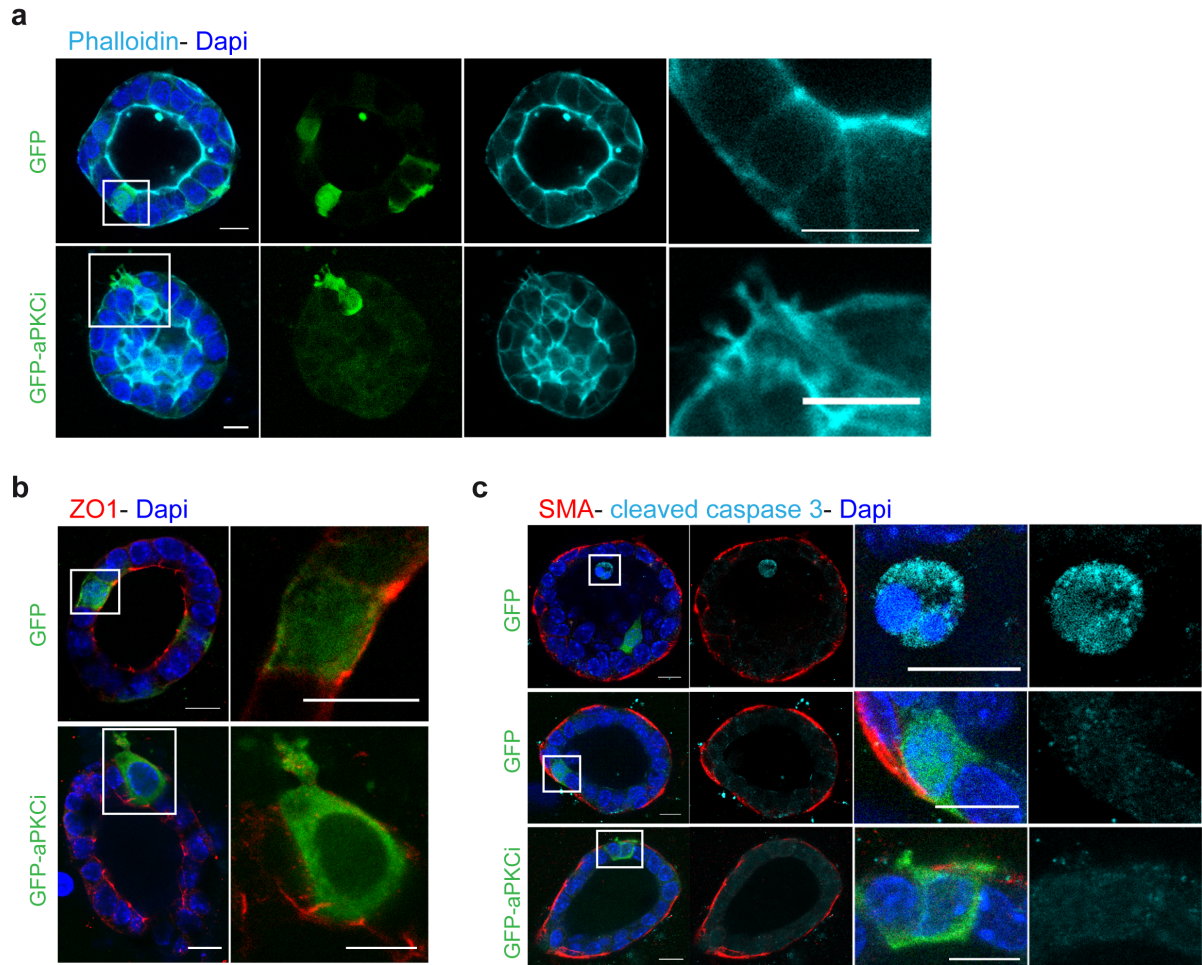 a
Phalloidin- Dapi
GFP
GFP-aPKCi
b
ZO1- Dapi
GFP
GFP-aPKCi
c
SMA- cleaved caspase 3- Dapi
GFP
GFP
GFP-aPKCi